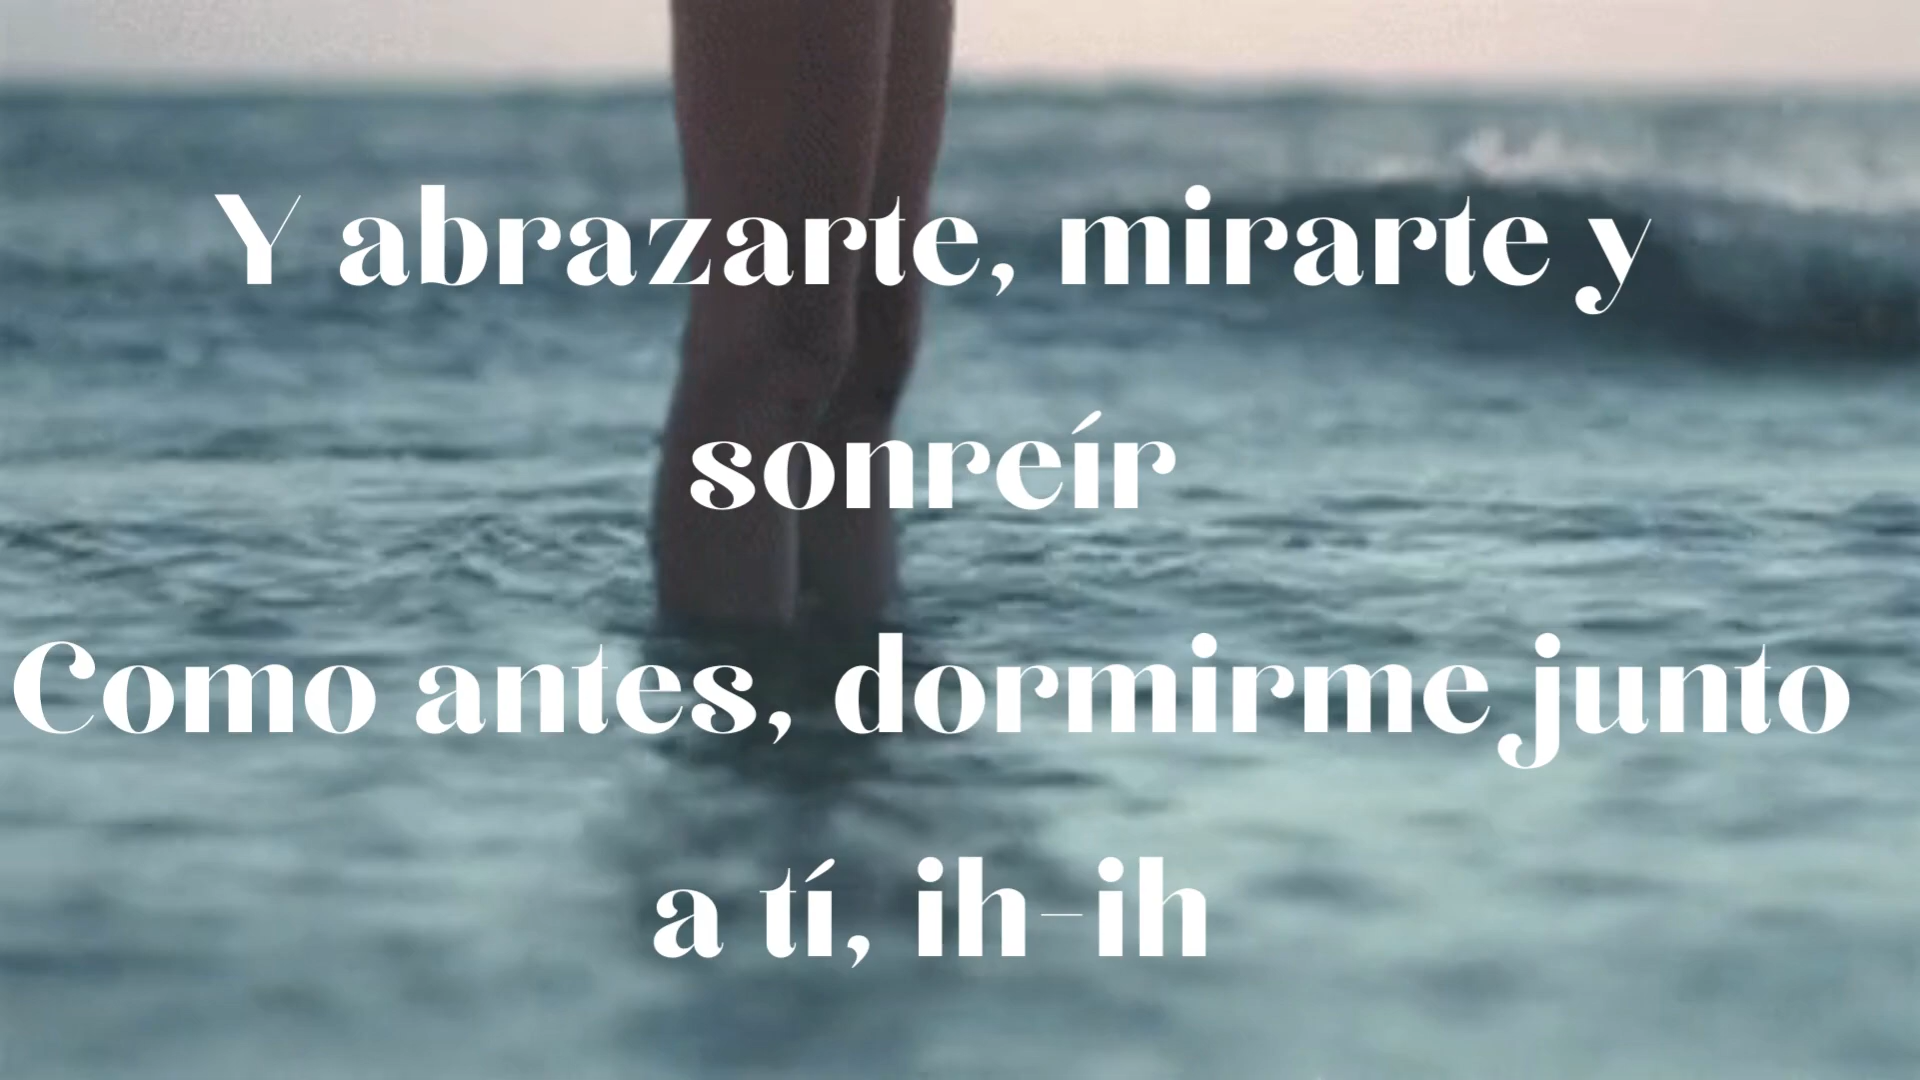 Y abrazarte, mirarte y
sonreír
Como antes, dormirme junto
a tí, ih-ih